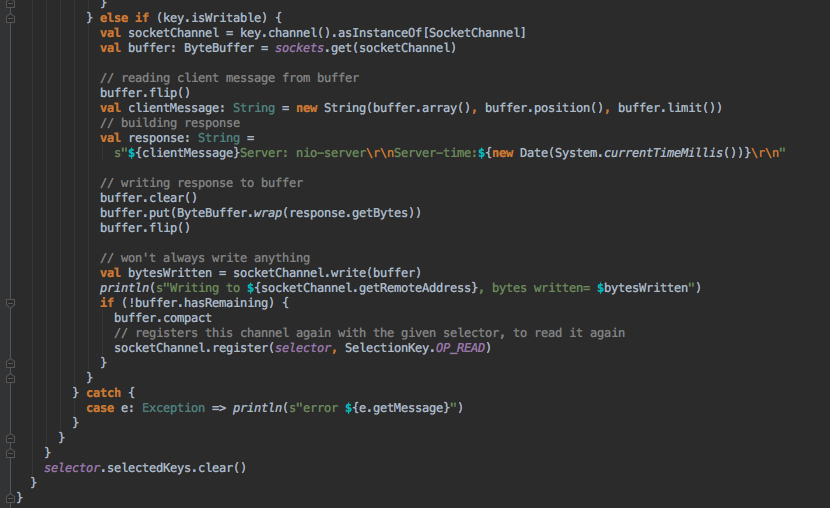 }
} else if (key.isWritable) {
val socketChannel = key.channel().asInstanceOf[SocketChannel]
val buffer: ByteBuffer = sockets.get(socketChannel)
// reading client message from buffer
buffer.flip()
val clientMessage: String = new String(buffer.array(), buffer.position(), buffer.limit())
// building response
val response: String =
s"${clientMessage}Server: nio-server\r\nServer-time:${new Date(System.currentTimeMillis())}\r\n"
// writing response to buffer
buffer.clear()
buffer.put(ByteBuffer.wrap(response.getBytes))
buffer.flip()
// won't always write anything
val bytesWritten = socketChannel.write(buffer)
println(s"Writing to ${socketChannel.getRemoteAddress}, bytes written= $bytesWritten")
if (!buffer.hasRemaining) {
buffer.compact
// registers this channel again with the given selector, to read it again
socketChannel.register(selector, SelectionKey.OP_READ)
}
}
} catch {
case e: Exception => println(s"error ${e.getMessage}")
}
}
}
selector.selectedKeys.clear()
}
}